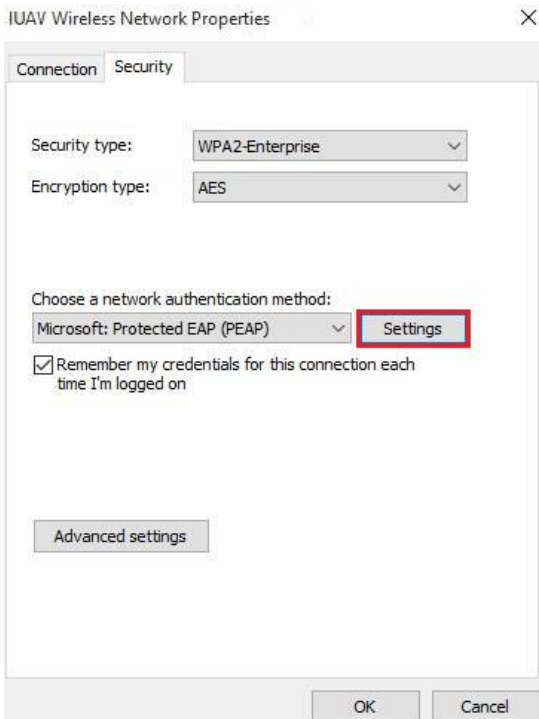 IUAV Wireless Network Properties
Connection Security
Security type: WPA2-Enterprise
Encryption type: AES
Choose a network authentication method:
Microsoft: Protected EAP (PEAP) Settings
Remember my credentials for this connection each
time I'm logged on
Advanced settings
OK Cancel